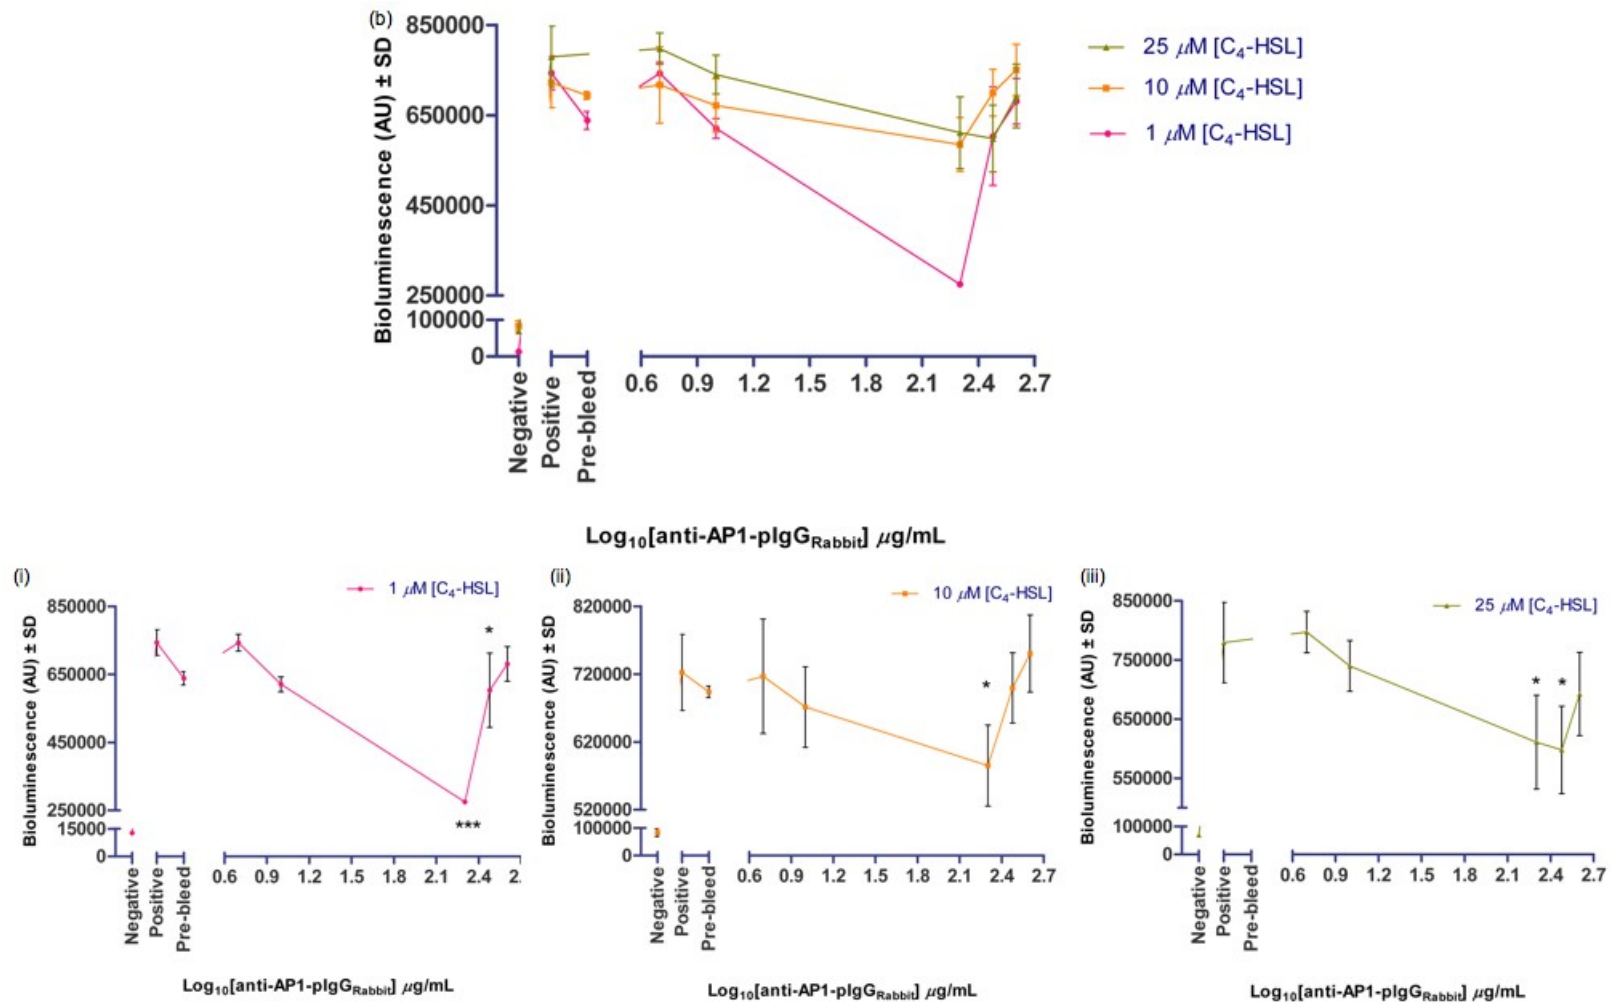 (b)
850000
650000
450000
250000
100000
0
Bioluminescence (AU) ± SD
Negative
Positive
Pre-bleed
0.6 0.9 1.2 1.5 1.8 2.1 2.4 2.7
Log10[anti-AP1-pIgGRabbit] μg/mL
25 μM [C4-HSL]
10 μM [C4-HSL]
1 μM [C4-HSL]
(i)
1 μM [C4-HSL]
850000
650000
450000
250000
15000
0
Bioluminescence (AU) ± SD
*
***
Negative
Positive
Pre-bleed
0.6 0.9 1.2 1.5 1.8 2.1 2.4 2.
Log10[anti-AP1-pIgGRabbit] μg/mL
(ii)
10 μM [C4-HSL]
820000
720000
620000
520000
100000
0
Bioluminescence (AU) ± SD
*
Negative
Positive
Pre-bleed
0.6 0.9 1.2 1.5 1.8 2.1 2.4 2.7
Log10[anti-AP1-pIgGRabbit] μg/mL
(iii)
25 μM [C4-HSL]
850000
750000
650000
550000
100000
0
Bioluminescence (AU) ± SD
* *
Negative
Positive
Pre-bleed
0.6 0.9 1.2 1.5 1.8 2.1 2.4 2.7
Log10[anti-AP1-pIgGRabbit] μg/mL